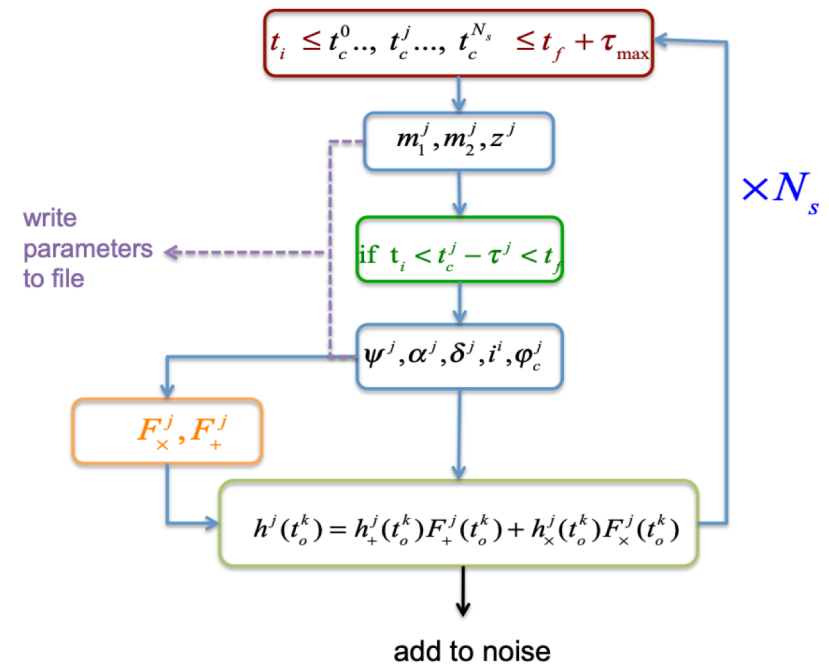 t_i ≤ t_c^0.., t_c^j..., t_c^{N_s} ≤ t_f + τ_max
m_1^j, m_2^j, z^j
×N_s
write
parameters
to file
if t_i < t_c^j − τ^j < t_f
ψ^j, α^j, δ^j, i^i, φ_c^j
F_×^j, F_+^j
h^j(t_o^k) = h_+^j(t_o^k)F_+^j(t_o^k) + h_×^j(t_o^k)F_×^j(t_o^k)
add to noise